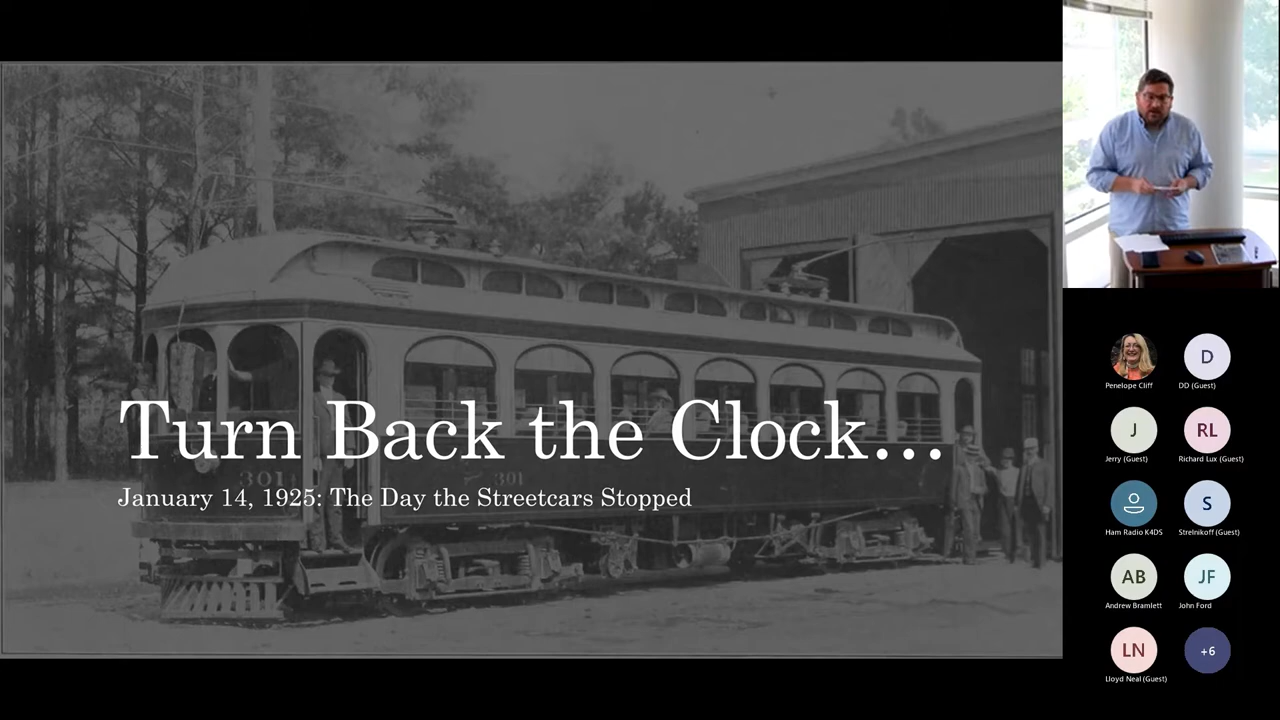 Turn Back the Clock...
January 14, 1925: The Day the Streetcars Stopped
301
301
Penelope Cliff
D
DD (Guest)
J
Jerry (Guest)
RL
Richard Lux (Guest)
Ham Radio K4DS
S
Strelnikoff (Guest)
AB
Andrew Bramlett
JF
John Ford
LN
Lloyd Neal (Guest)
+6